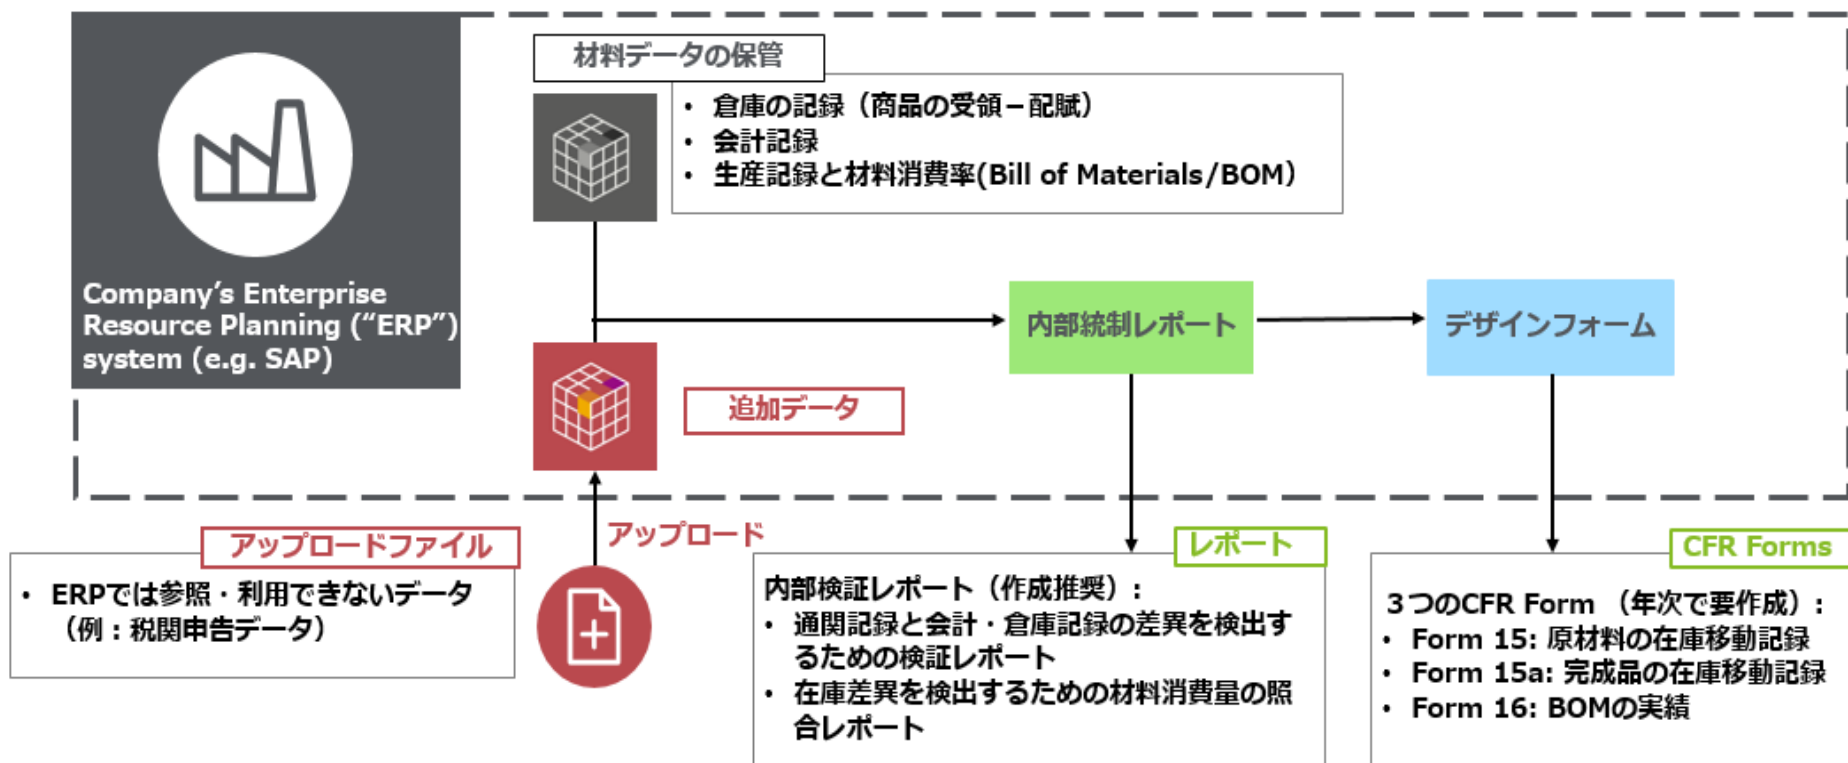 材料データの保管
• 倉庫の記録（商品の受領－配賦）
• 会計記録
• 生産記録と材料消費率(Bill of Materials/BOM）
Company’s Enterprise
Resource Planning (“ERP”)
system (e.g. SAP)
内部統制レポート
デザインフォーム
追加データ
アップロードファイル
アップロード
• ERPでは参照・利用できないデータ
（例：税関申告データ）
レポート
内部検証レポート（作成推奨）:
• 通関記録と会計・倉庫記録の差異を検出す
るための検証レポート
• 在庫差異を検出するための材料消費量の照
合レポート
CFR Forms
３つのCFR Form （年次で要作成）:
• Form 15: 原材料の在庫移動記録
• Form 15a: 完成品の在庫移動記録
• Form 16: BOMの実績